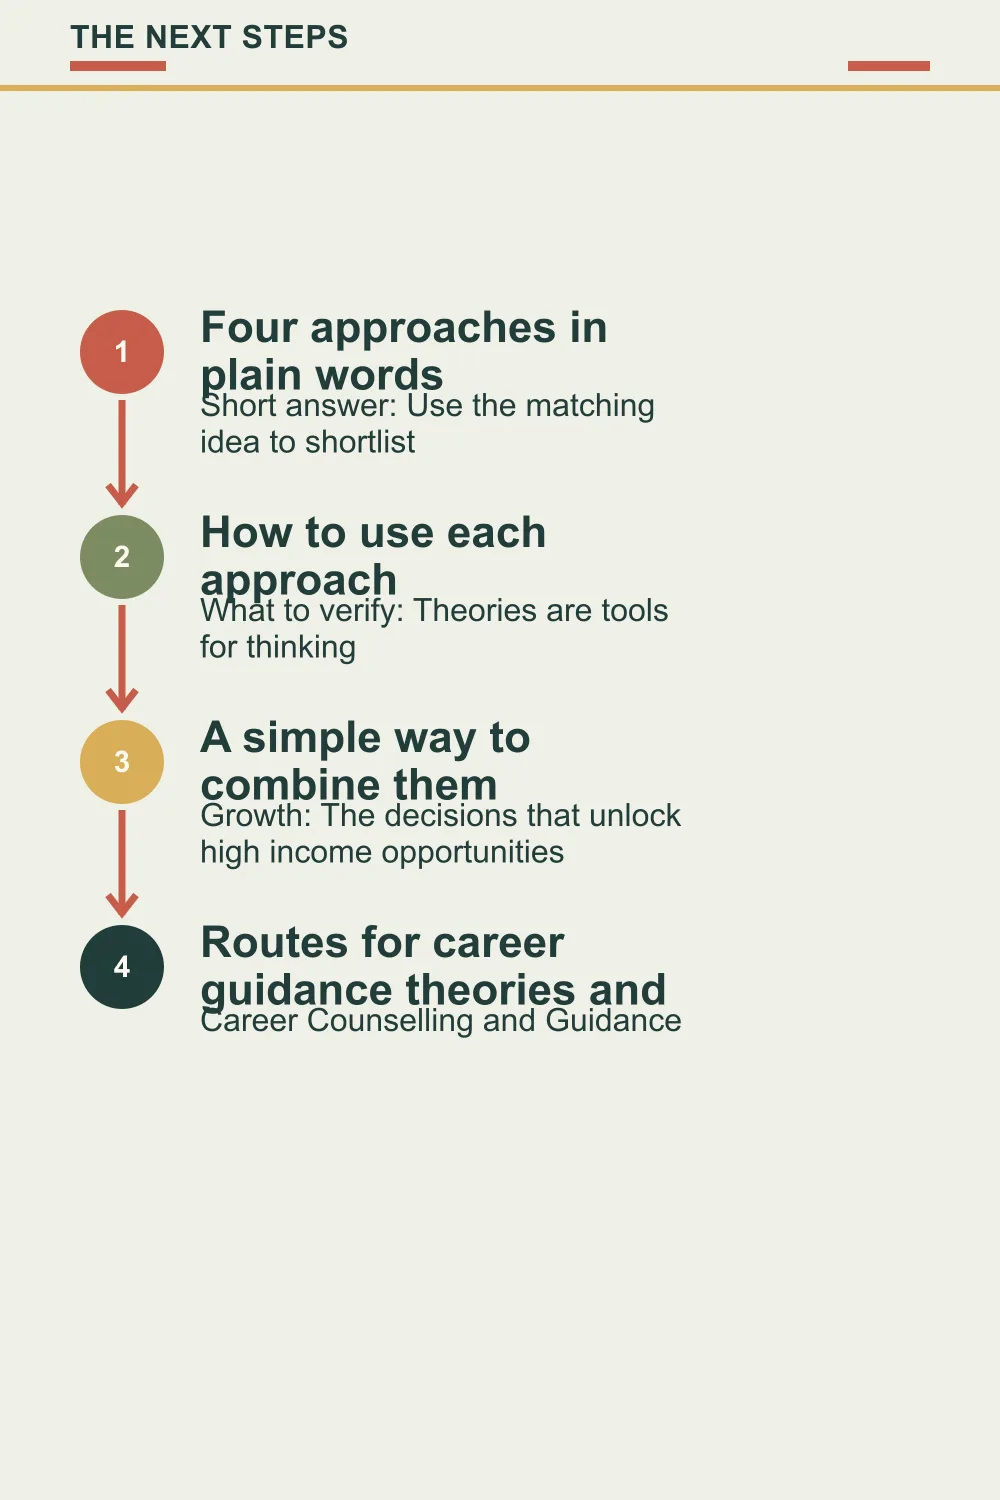 THE NEXT STEPS
1
Four approaches in
plain words
Short answer: Use the matching
idea to shortlist
2
How to use each
approach
What to verify: Theories are tools
for thinking
3
A simple way to
combine them
Growth: The decisions that unlock
high income opportunities
4
Routes for career
guidance theories and
Career Counselling and Guidance